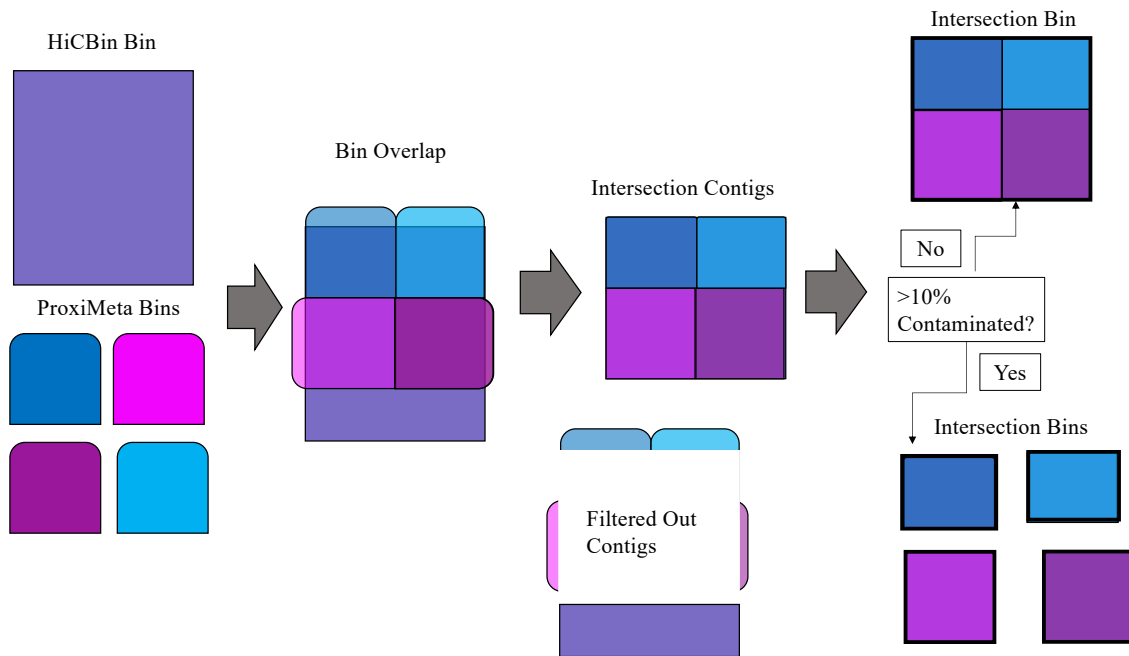 HiCBin Bin
ProxiMeta Bins
Bin Overlap
Intersection Contigs
Filtered Out
Contigs
Intersection Bin
No
>10%
Contaminated?
Yes
Intersection Bins